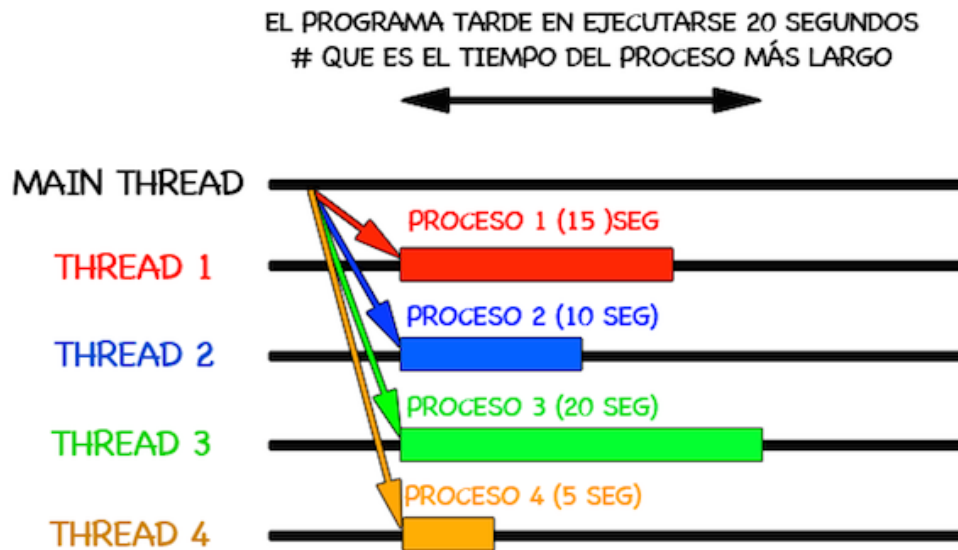 EL PROGRAMA TARDE EN EJECUTARSE 20 SEGUNDOS
# QUE ES EL TIEMPO DEL PROCESO MÁS LARGO
MAIN THREAD
PROCESO 1 (15 )SEG
THREAD 1
PROCESO 2 (10 SEG)
THREAD 2
PROCESO 3 (20 SEG)
THREAD 3
PROCESO 4 (5 SEG)
THREAD 4